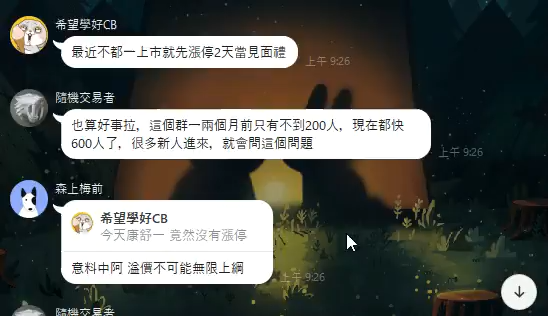 希望學好CB
最近不都一上市就先漲停2天當見面禮
上午 9:26
隨機交易者
也算好事拉，這個群一兩個月前只有不到200人，現在都快
600人了，很多新人進來，就會問這個問題
上午 9:26
森上梅前
希望學好CB
今天康舒一 竟然沒有漲停
意料中阿 溢價不可能無限上綱
上午 9:26
隨機交易者